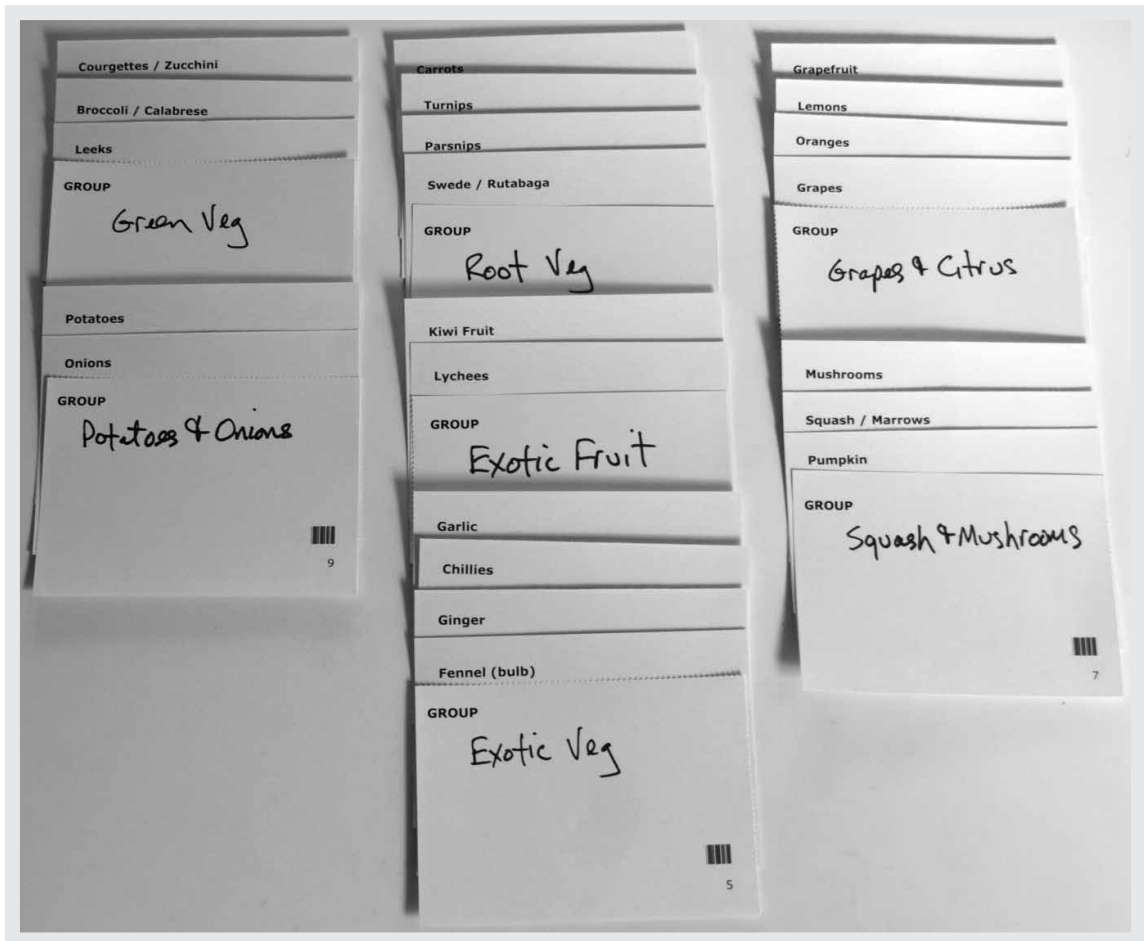 Courgettes / Zucchini
Broccoli / Calabrese
Leeks
GROUP
Green Veg
Potatoes
Onions
GROUP
Potatoes & Onions
9
Carrots
Turnips
Parsnips
Swede / Rutabaga
GROUP
Root Veg
Kiwi Fruit
Lychees
GROUP
Exotic Fruit
Garlic
Chillies
Ginger
Fennel (bulb)
GROUP
Exotic Veg
5
Grapefruit
Lemons
Oranges
Grapes
GROUP
Grapes & Citrus
Mushrooms
Squash / Marrows
Pumpkin
GROUP
Squash & Mushrooms
7